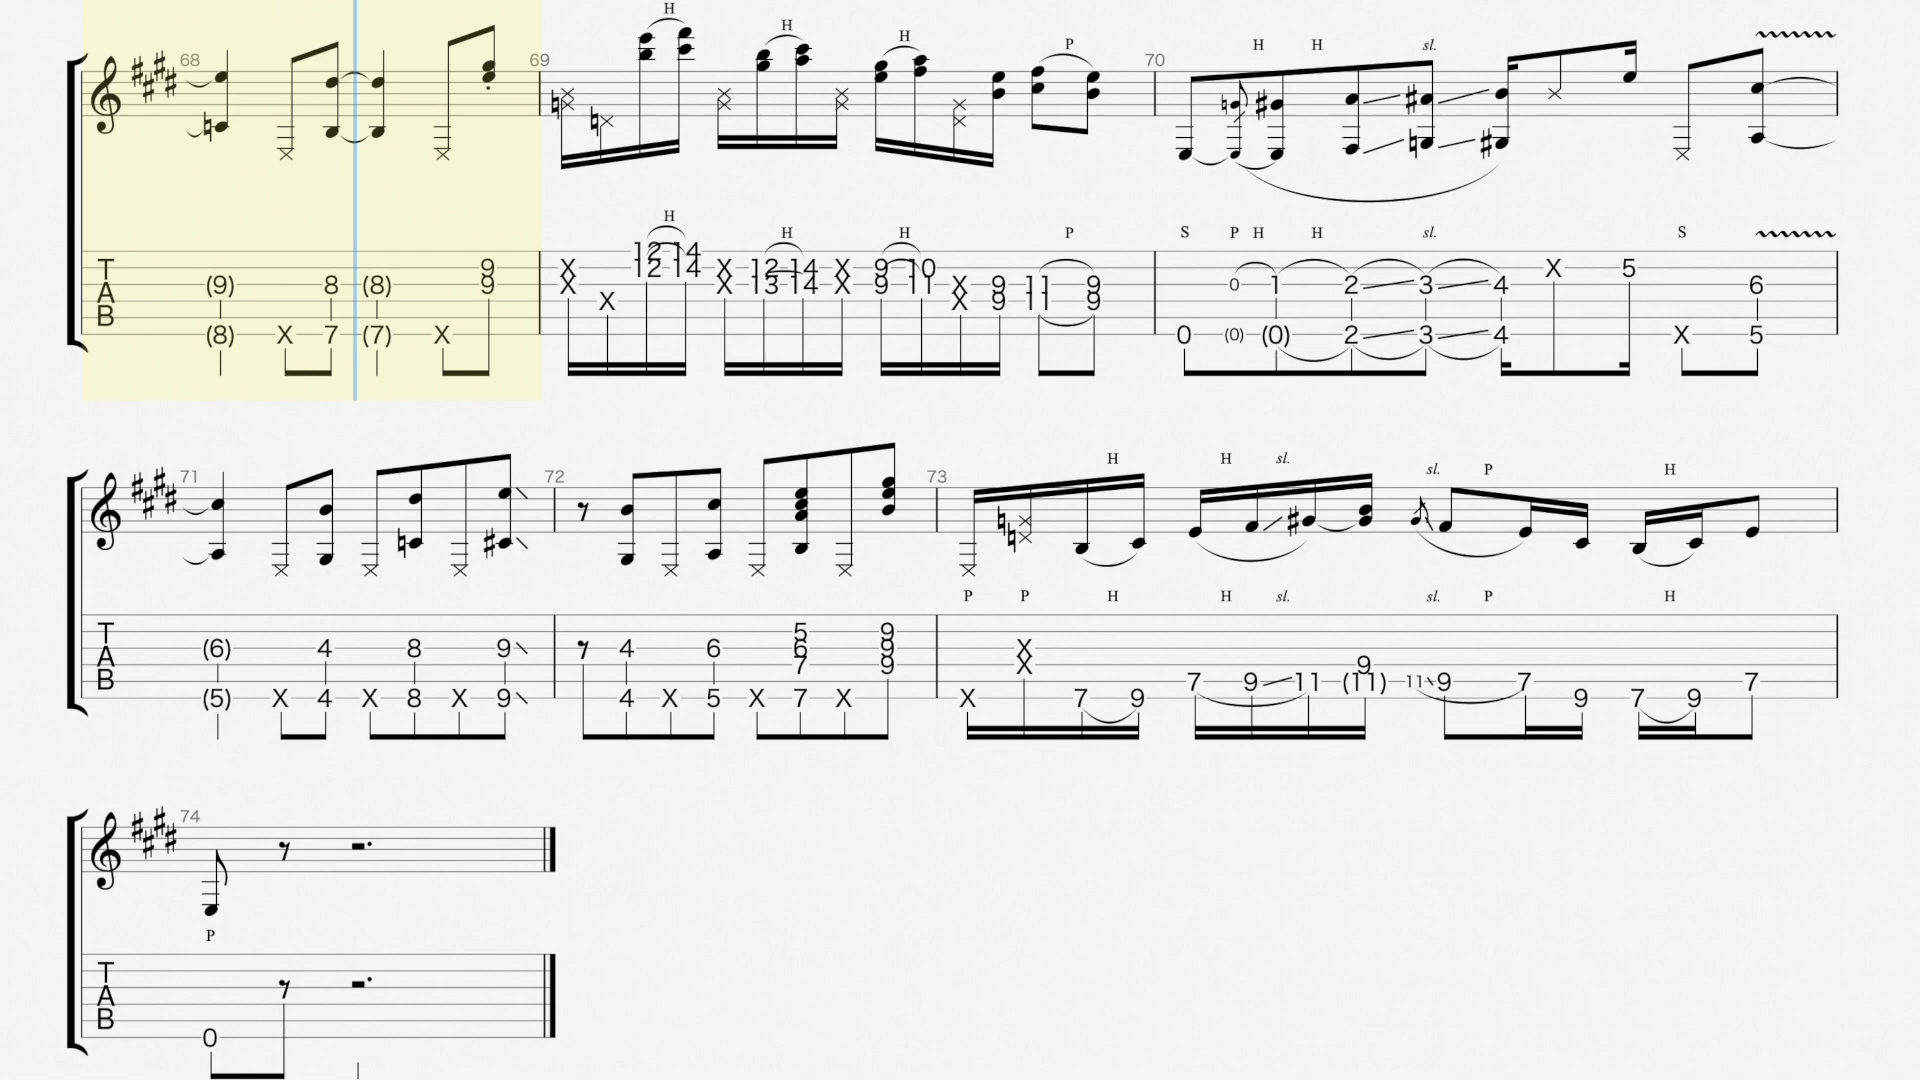 68 69 70
H H H P H H sl.
H H H P S P H H sl. S
12 14
T (9) 8 (8) 9 X 12 14 X 12 14 X 9 10 X 5
A 9 X X 13 14 X 9 11 X 9 11 9 0 1 2 3 4 6
B X X 9 11 9
(8) X 7 (7) X 0 (0) (0) 2 3 4 X 5
71 72 73
H H sl. sl. P H
P P H H sl. sl. P H
T 5 9
A (6) 4 8 9 4 6 6 9 X
B 7 9 X 9
7 9 11 (11) 11 9 7 7
(5) X 4 X 8 X 9 4 X 5 X 7 X X 7 9 9 7 9
74
P
T
A
B
0